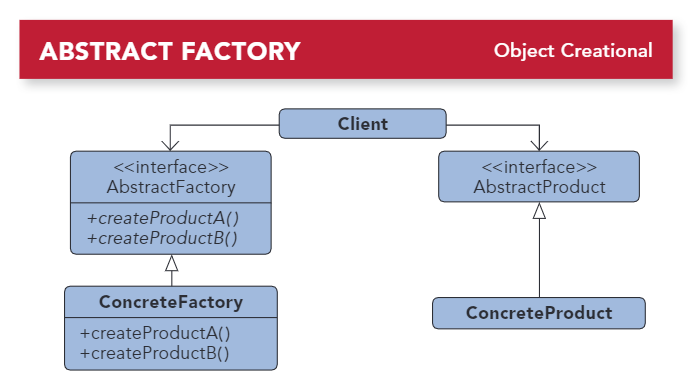 ABSTRACT FACTORY
Object Creational
Client
<<interface>>
AbstractFactory
+createProductA()
+createProductB()
<<interface>>
AbstractProduct
ConcreteFactory
+createProductA()
+createProductB()
ConcreteProduct